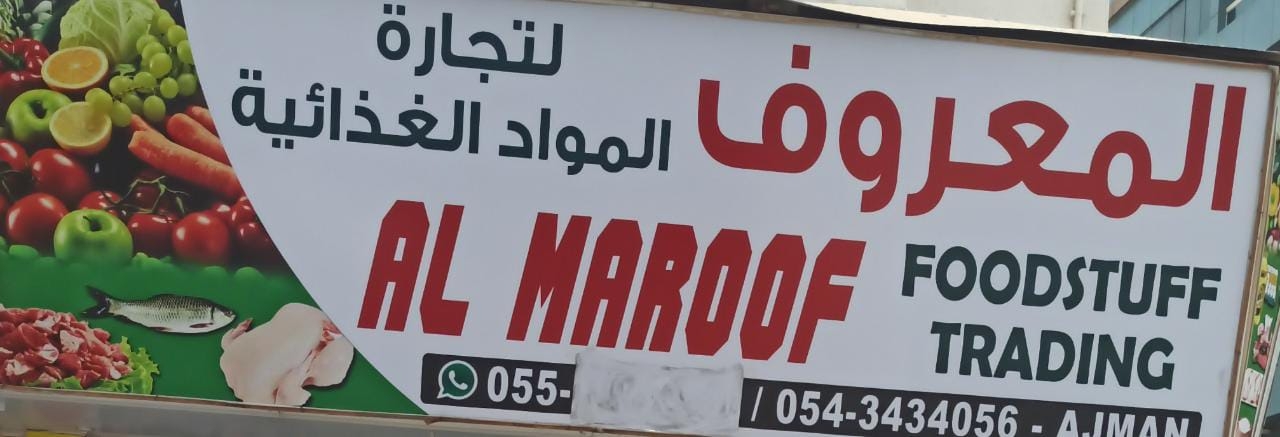 المعروف
لتجارة
المواد الغذائية
AL MAROOF
FOODSTUFF
TRADING
055-
/ 054-3434056 - AJMAN